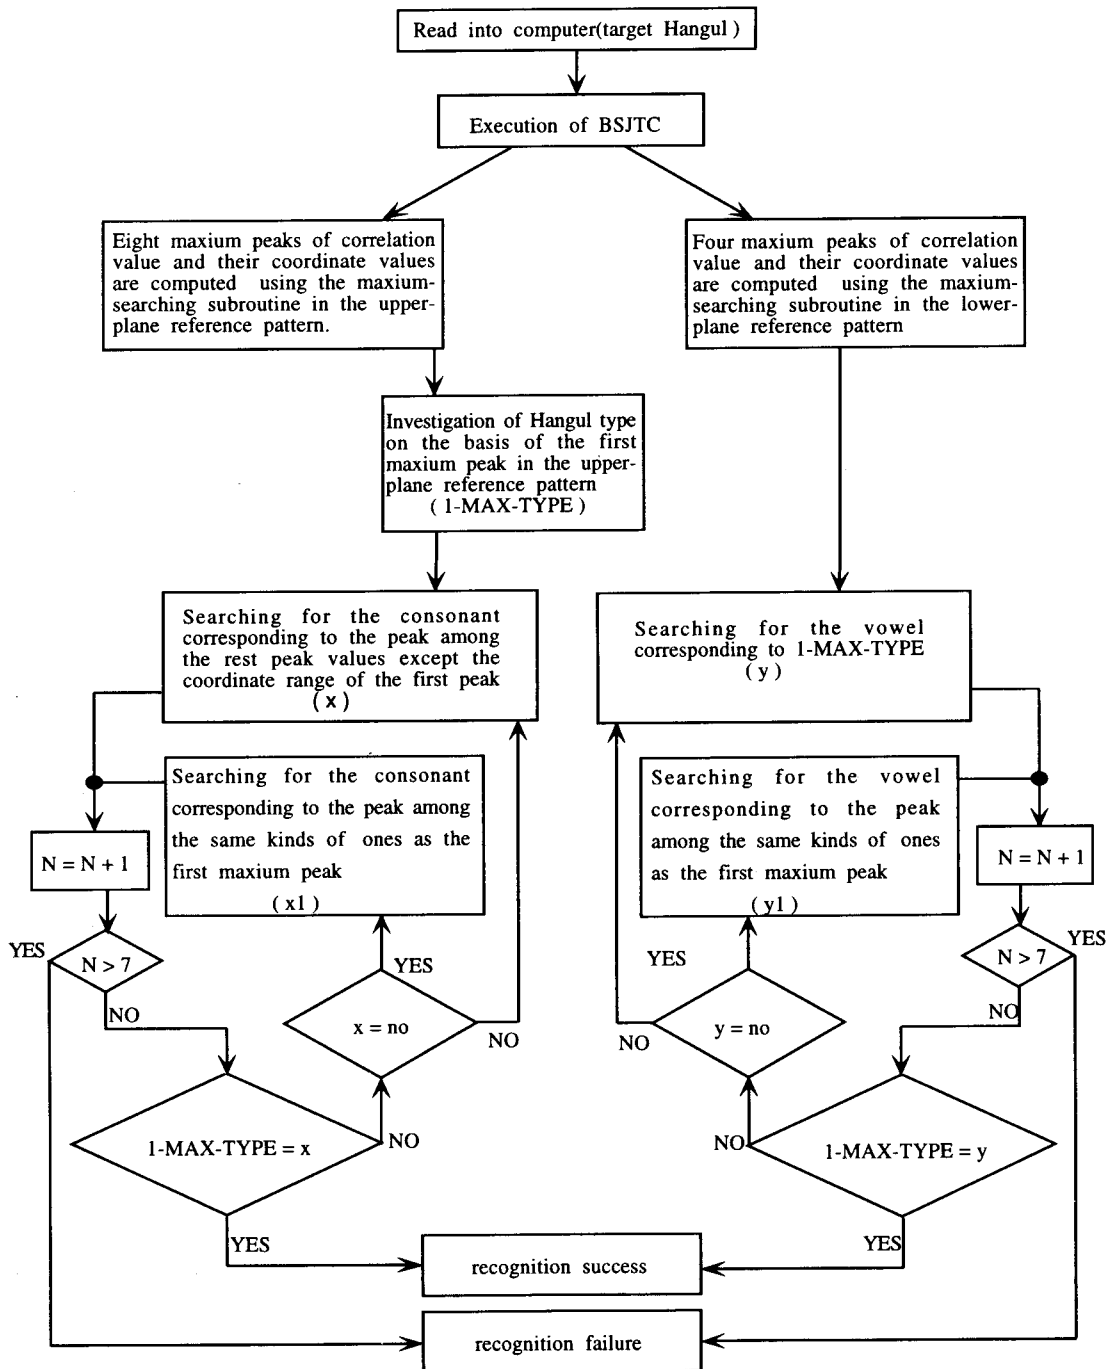 Read into computer(target Hangul )
Execution of BSJTC
Eight maxium peaks of correlation
value and their coordinate values
are computed using the maxium-
searching subroutine in the upper-
plane reference pattern.
Four maxium peaks of correlation
value and their coordinate values
are computed using the maxium-
searching subroutine in the lower-
plane reference pattern
Investigation of Hangul type
on the basis of the first
maxium peak in the upper-
plane reference pattern
( 1-MAX-TYPE )
Searching for the consonant
corresponding to the peak among
the rest peak values except the
coordinate range of the first peak
( x )
Searching for the vowel
corresponding to 1-MAX-TYPE
( y )
Searching for the consonant
corresponding to the peak among
the same kinds of ones as the
first maxium peak
( x1 )
Searching for the vowel
corresponding to the peak
among the same kinds of ones
as the first maxium peak
( y1 )
N = N + 1
N = N + 1
YES
N > 7
NO
YES
x = no
NO
YES
y = no
NO
N > 7
YES
NO
1-MAX-TYPE = x
NO
NO
1-MAX-TYPE = y
YES
YES
recognition success
recognition failure